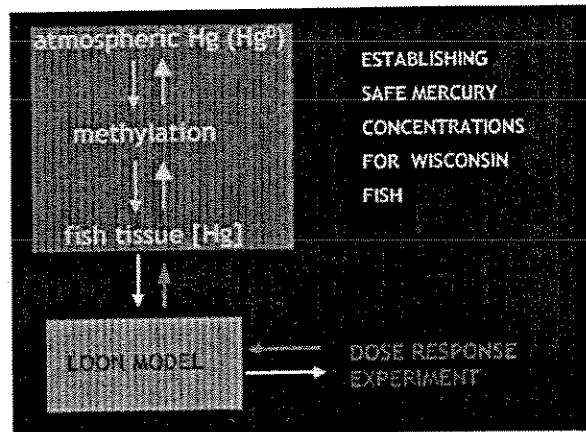 atmospheric Hg (Hg⁰)
methylation
fish tissue [Hg]
LOON MODEL
ESTABLISHING
SAFE MERCURY
CONCENTRATIONS
FOR WISCONSIN
FISH
DOSE RESPONSE
EXPERIMENT